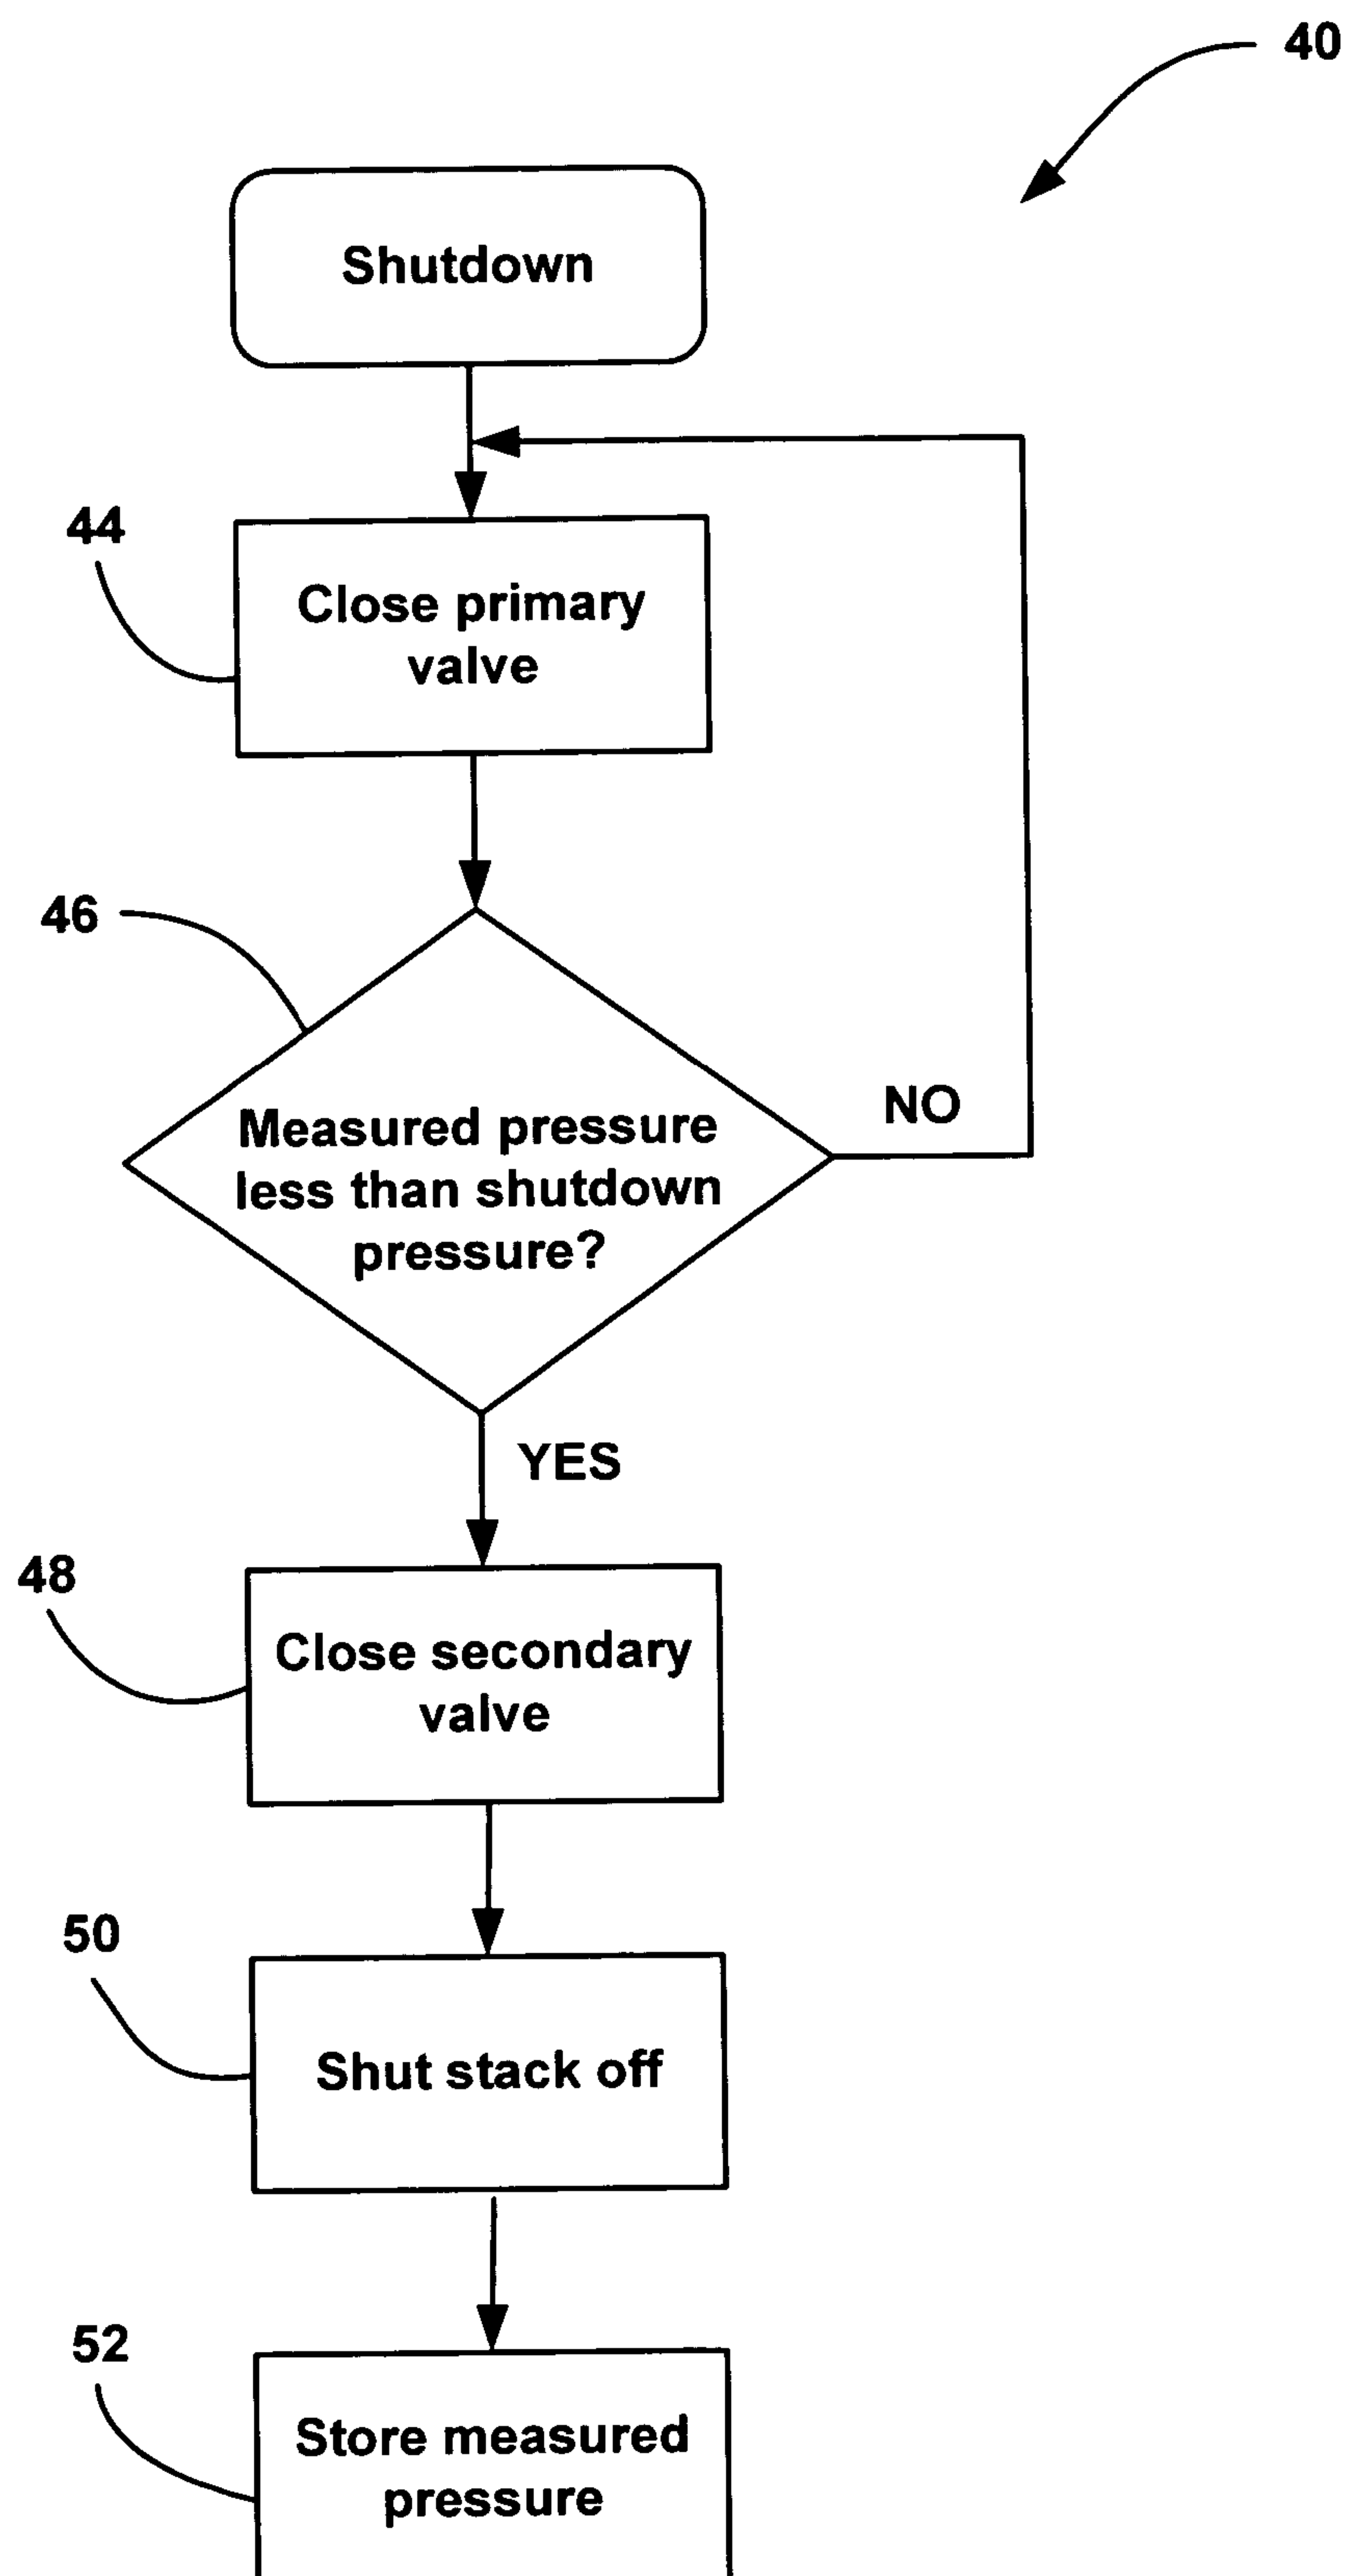 40
Shutdown
44
Close primary
valve
46
Measured pressure
less than shutdown
pressure?
NO
YES
48
Close secondary
valve
50
Shut stack off
52
Store measured
pressure